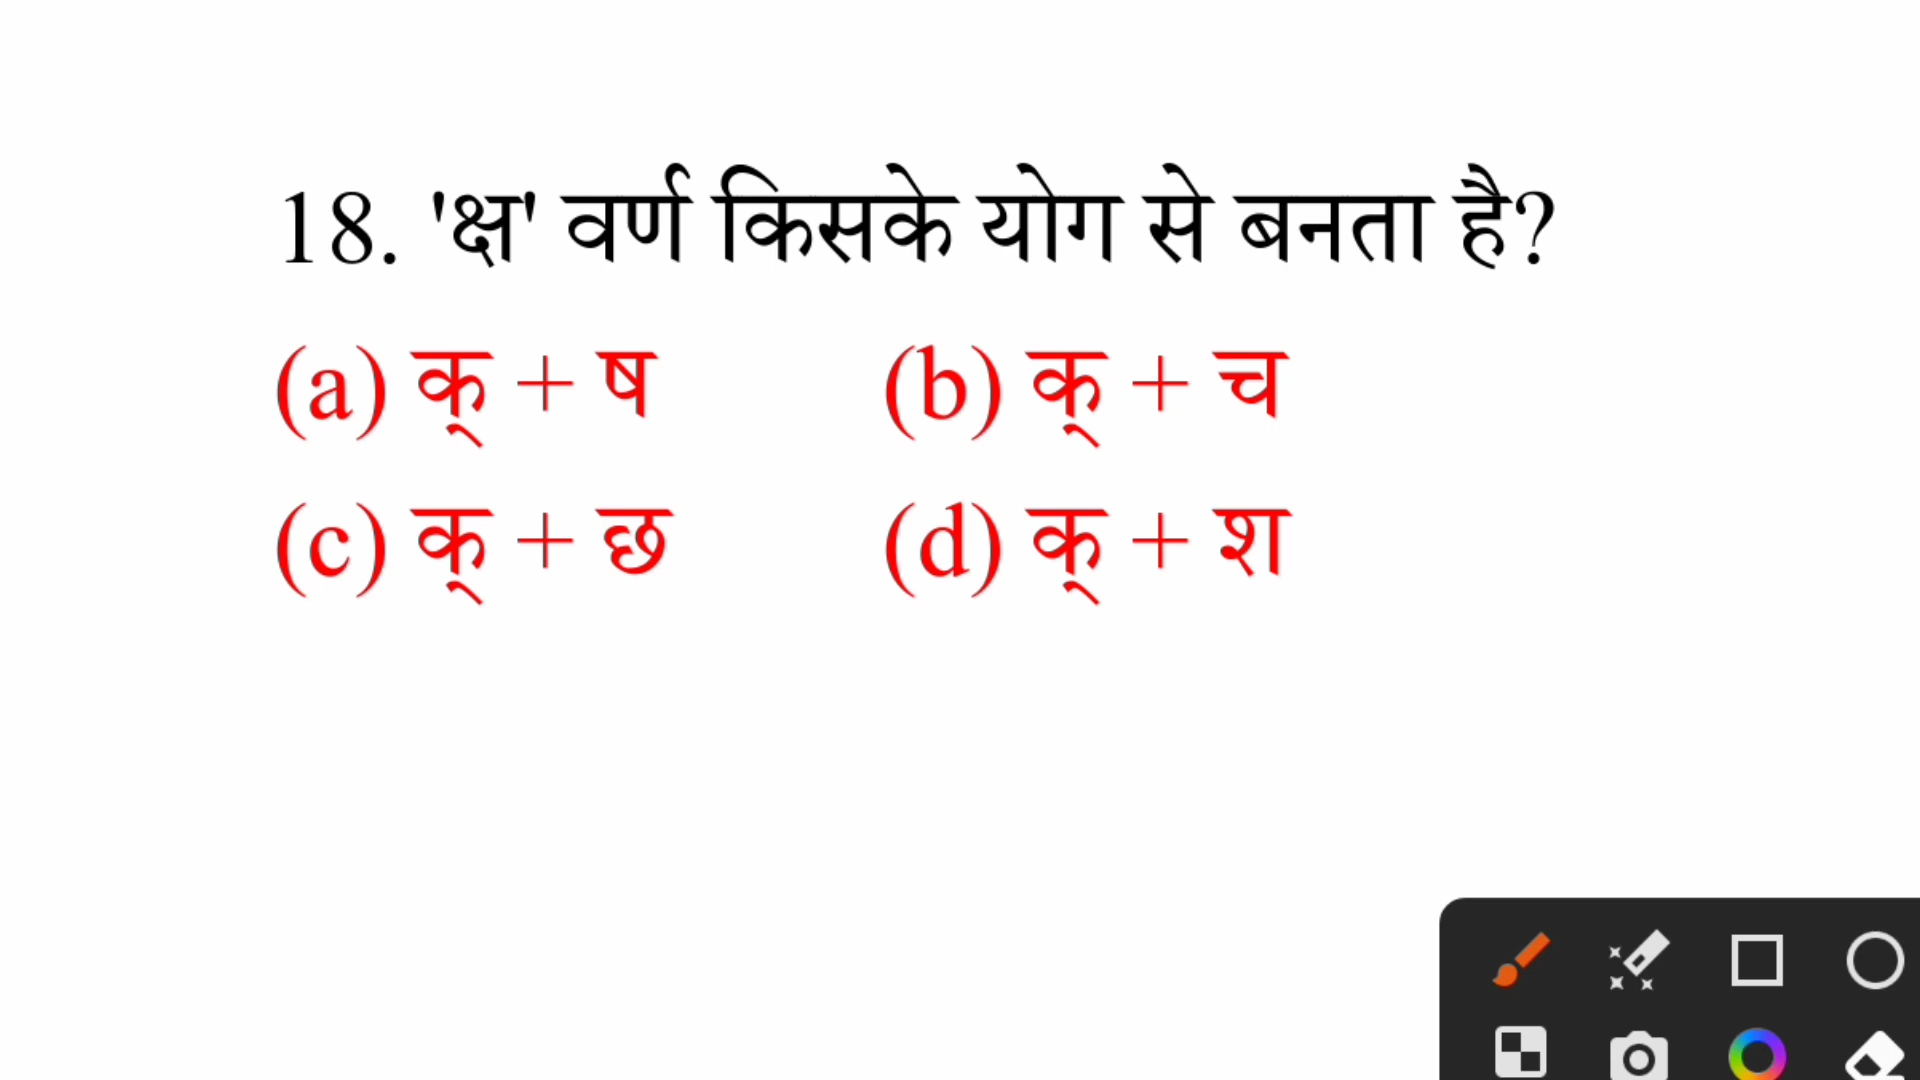 18. 'क्ष' वर्ण किसके योग से बनता है?
(a) क् + ष (b) क् + च
(c) क् + छ (d) क् + श